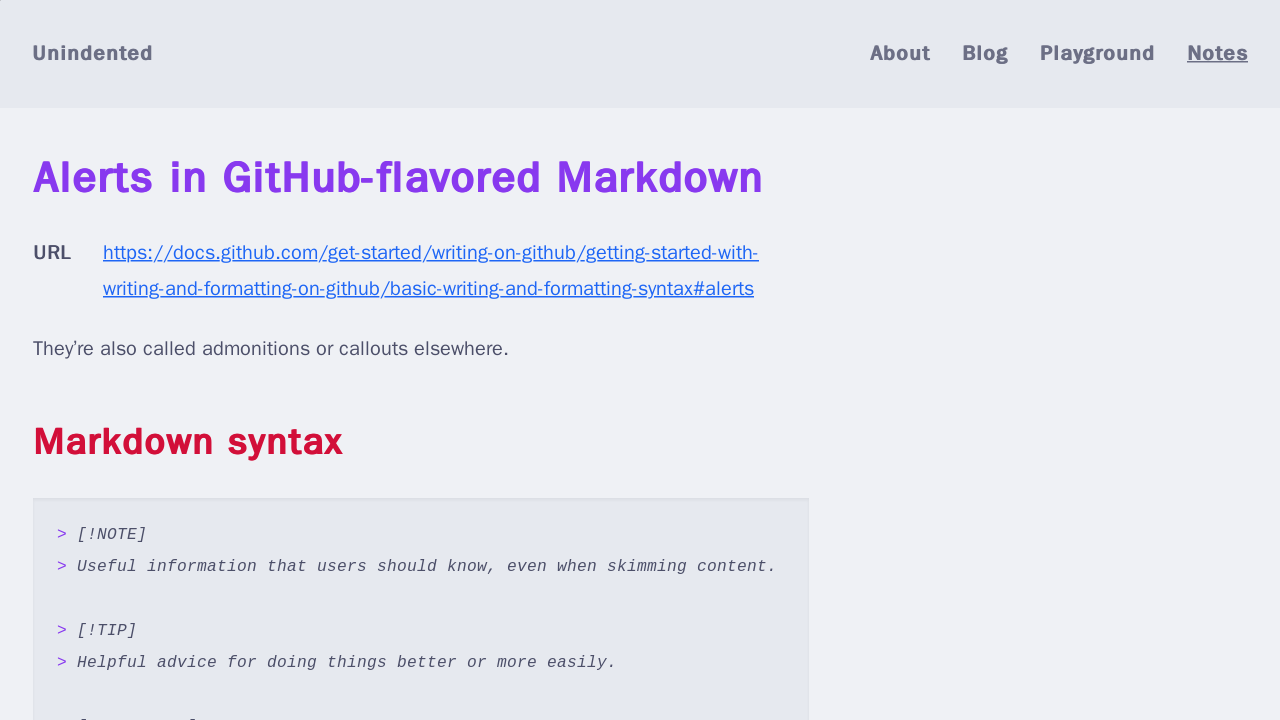 Unindented
About Blog Playground Notes
Alerts in GitHub-flavored Markdown
URL https://docs.github.com/get-started/writing-on-github/getting-started-with-
writing-and-formatting-on-github/basic-writing-and-formatting-syntax#alerts
They’re also called admonitions or callouts elsewhere.
Markdown syntax
> [!NOTE]
> Useful information that users should know, even when skimming content.
> [!TIP]
> Helpful advice for doing things better or more easily.